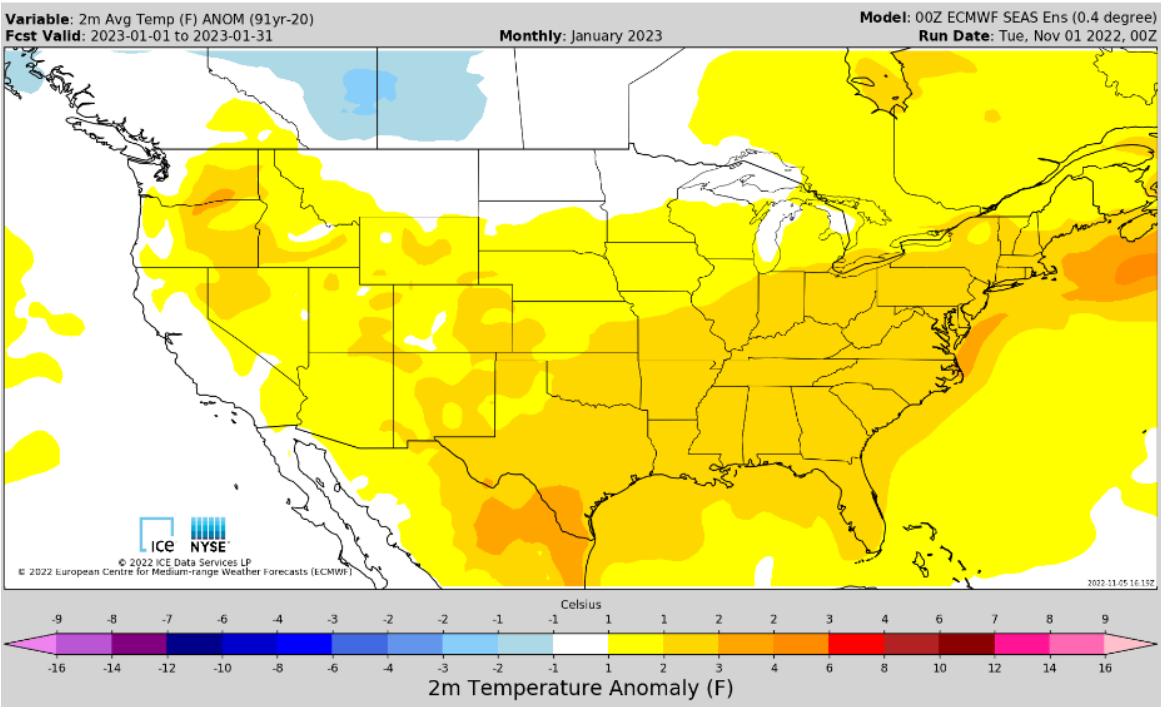 Variable: 2m Avg Temp (F) ANOM (91yr-20)
Model: 00Z ECMWF SEAS Ens (0.4 degree)
Fcst Valid: 2023-01-01 to 2023-01-31
Monthly: January 2023
Run Date: Tue, Nov 01 2022, 00Z
ICE NYSE
© 2022 ICE Data Services LP
© 2022 European Centre for Medium-range Weather Forecasts (ECMWF)
2022-11-05 16:19Z
Celsius
-9 -8 -7 -6 -5 -4 -3 -2 -2 -1 -1 1 1 2 2 3 4 6 7 8 9
-16 -14 -12 -10 -8 -6 -4 -3 -2 -1 1 2 3 4 6 8 10 12 14 16
2m Temperature Anomaly (F)